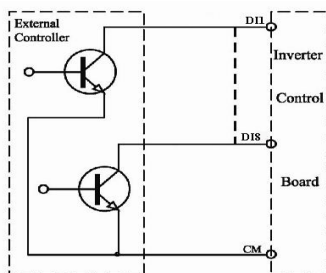 External
Controller
DI1
Inverter
Control
DI8
Board
CM